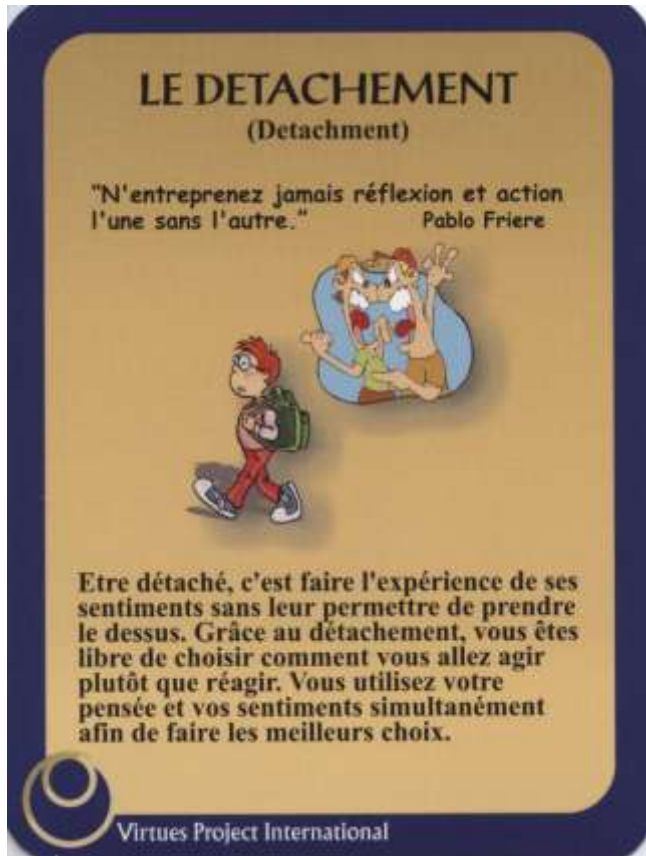 LE DETACHEMENT
(Detachment)
"N'entreprenez jamais réflexion et action
l'une sans l'autre." Pablo Friere
Etre détaché, c'est faire l'expérience de ses
sentiments sans leur permettre de prendre
le dessus. Grâce au détachement, vous êtes
libre de choisir comment vous allez agir
plutôt que réagir. Vous utilisez votre
pensée et vos sentiments simultanément
afin de faire les meilleurs choix.
Virtues Project International